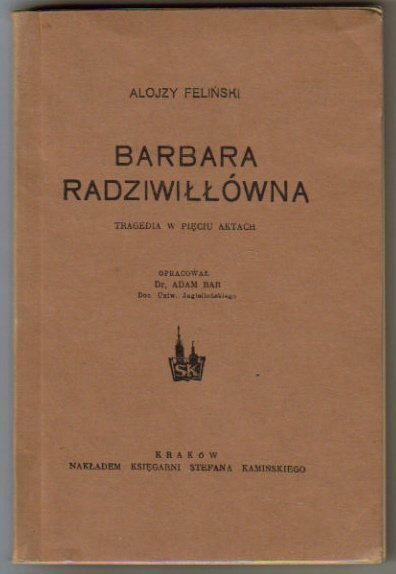 ALOJZY FELIŃSKI
BARBARA
RADZIWIŁŁÓWNA
TRAGEDIA W PIĘCIU AKTACH
OPRACOWAŁ
Dr. ADAM BAR
Doc. Uniw. Jagiellońskiego
SK
KRAKÓW
NAKŁADEM KSIĘGARNI STEFANA KAMIŃSKIEGO